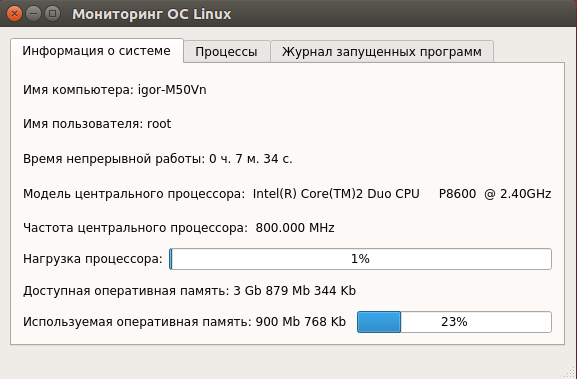 Мониторинг ОС Linux
Информация о системе Процессы Журнал запущенных программ
Имя компьютера: igor-M50Vn
Имя пользователя: root
Время непрерывной работы: 0 ч. 7 м. 34 с.
Модель центрального процессора: Intel(R) Core(TM)2 Duo CPU P8600 @ 2.40GHz
Частота центрального процессора: 800.000 MHz
Нагрузка процессора: 1%
Доступная оперативная память: 3 Gb 879 Mb 344 Kb
Используемая оперативная память: 900 Mb 768 Kb 23%